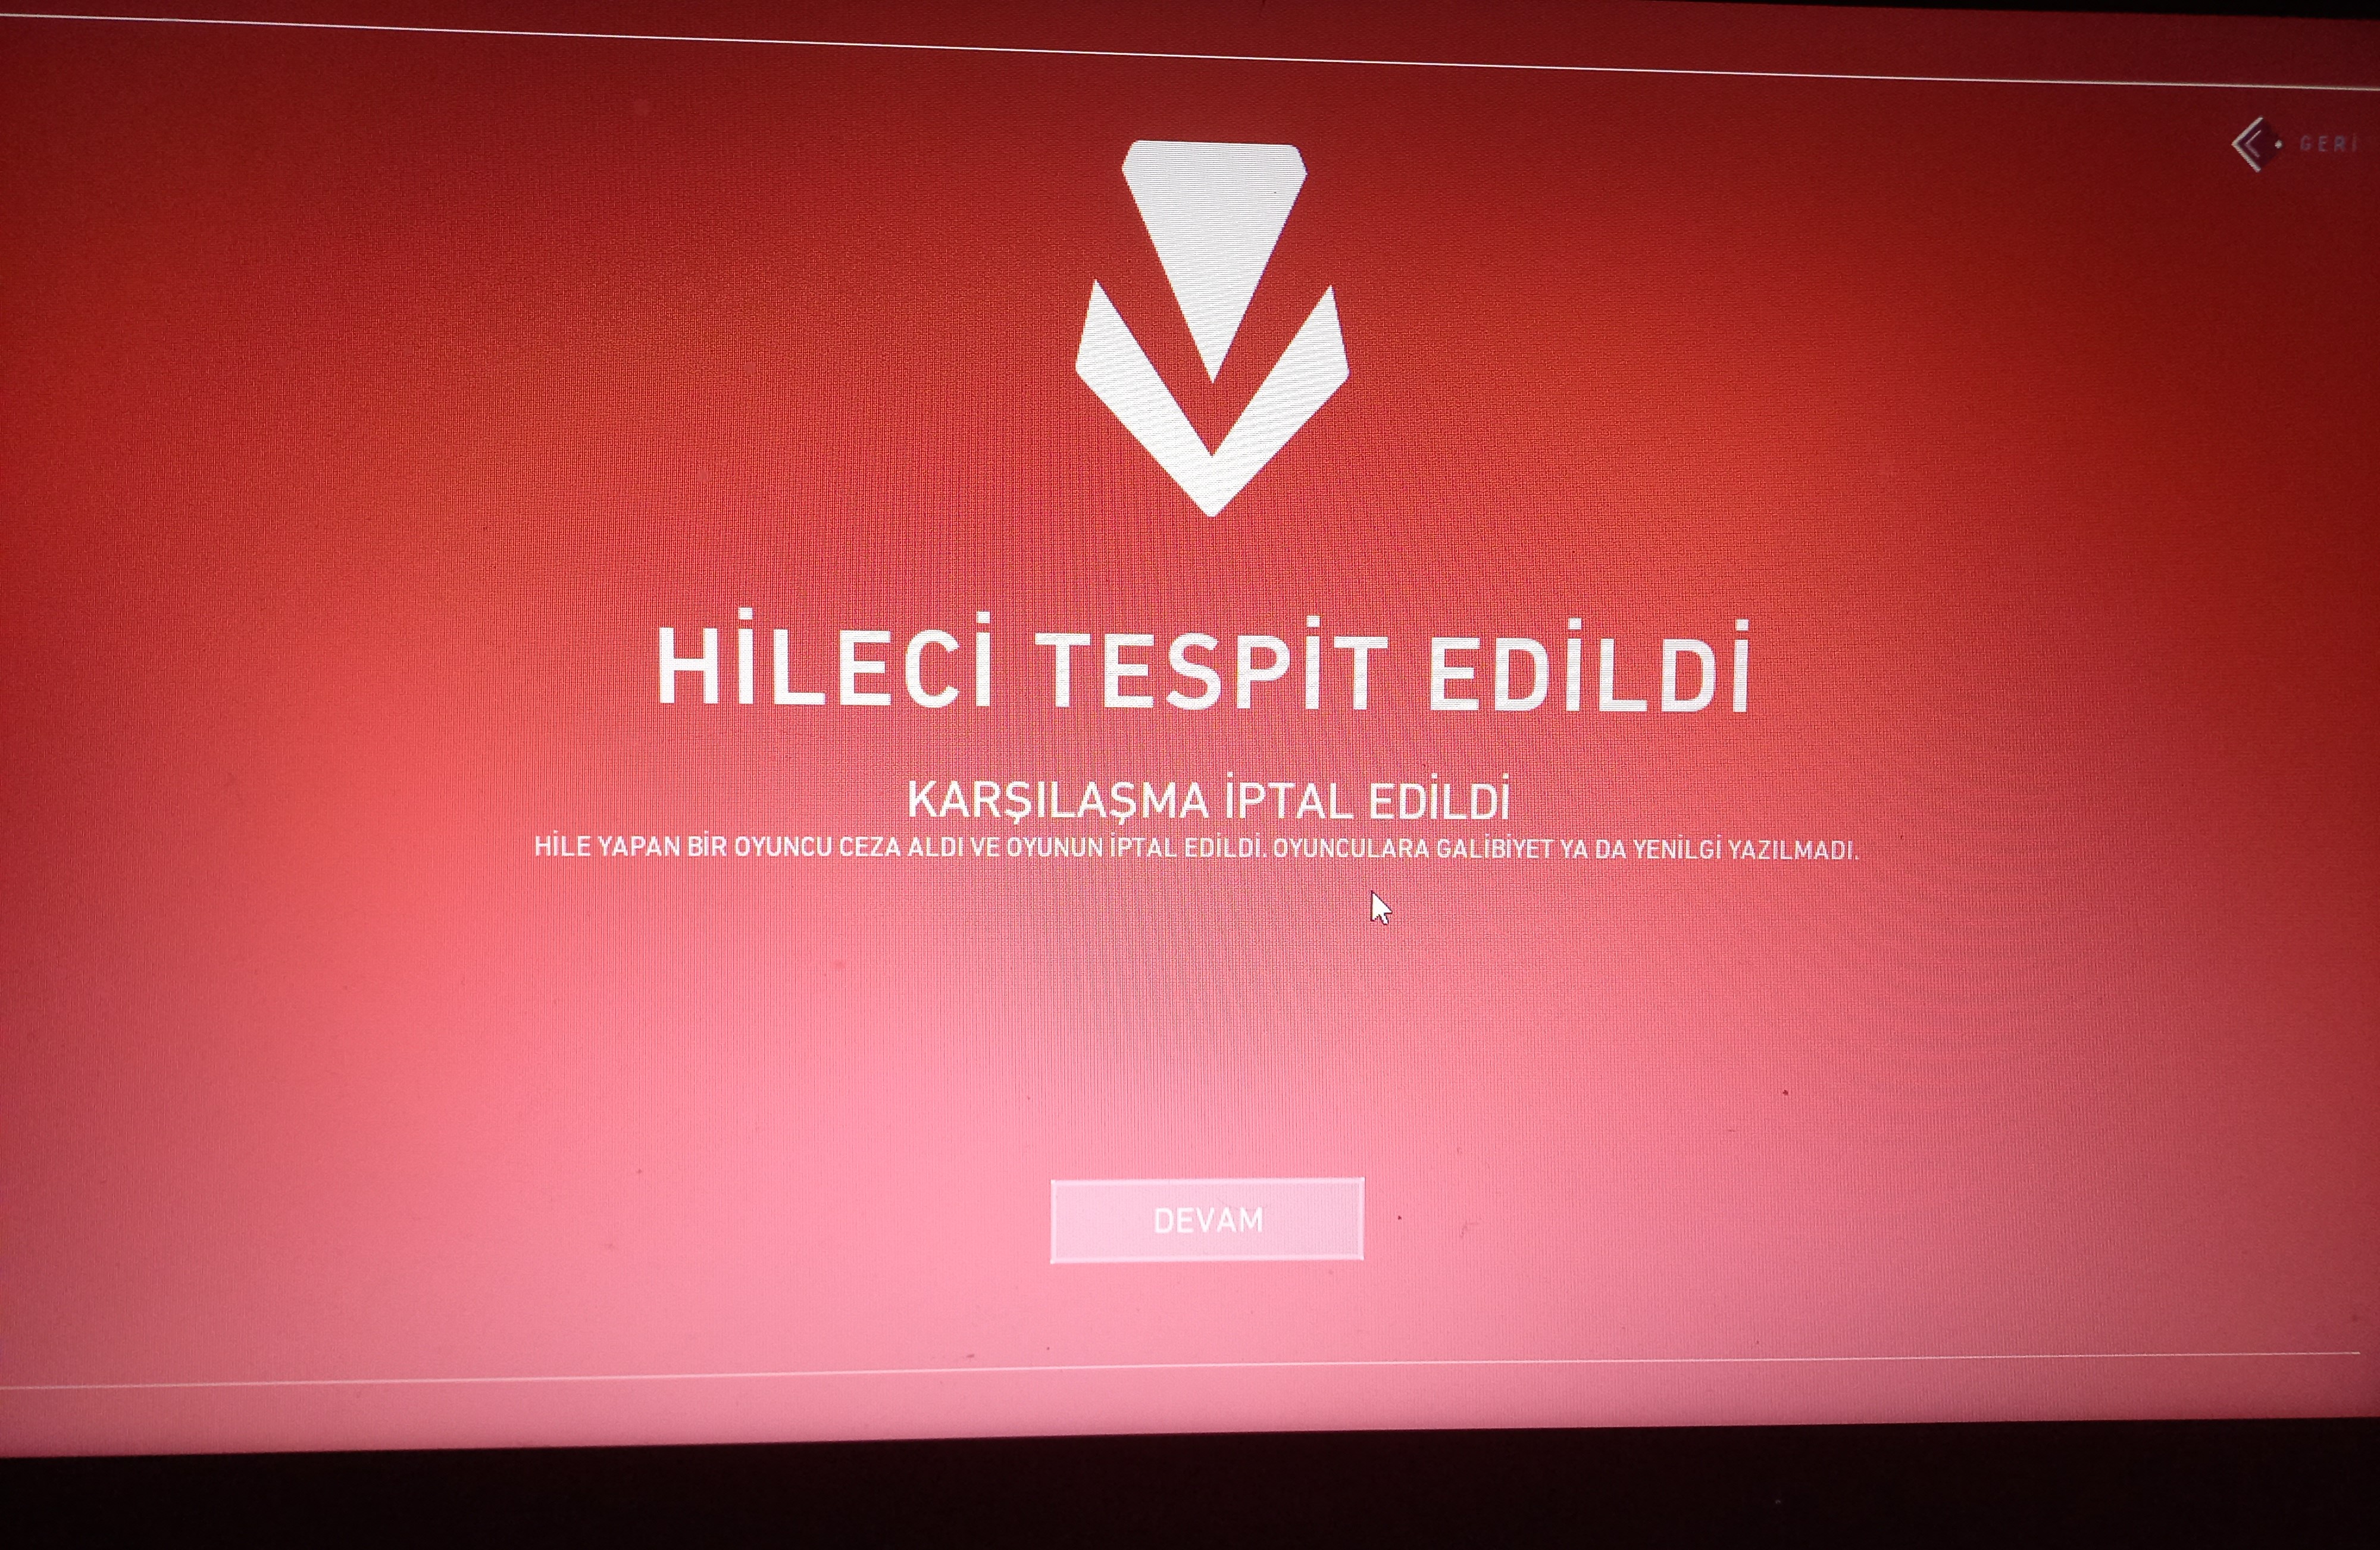 GERİ
HİLECİ TESPİT EDİLDİ
KARŞILAŞMA İPTAL EDİLDİ
HİLE YAPAN BİR OYUNCU CEZA ALDI VE OYUNUN İPTAL EDİLDİ. OYUNCULARA GALİBİYET YA DA YENİLGİ YAZILMADI.
DEVAM